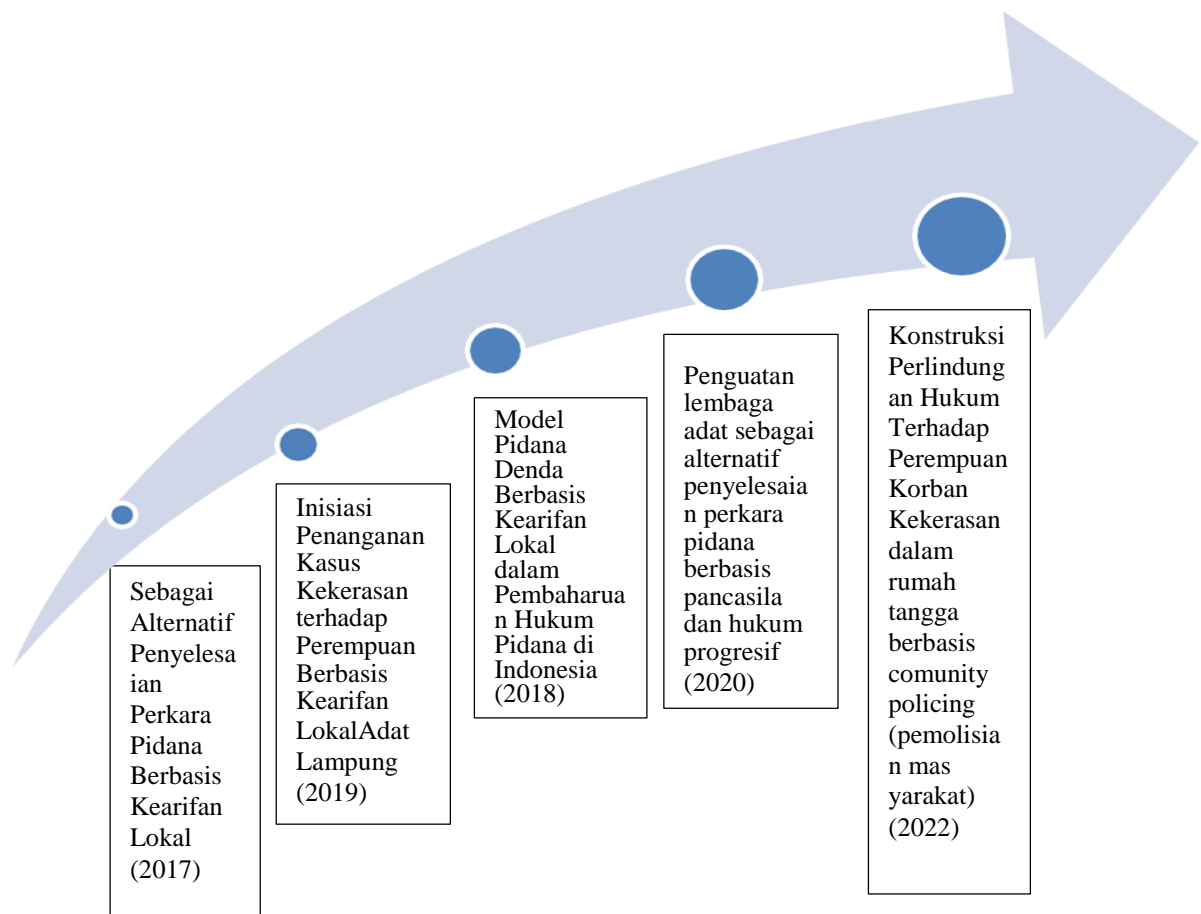 Sebagai
Alternatif
Penyelesa
ian
Perkara
Pidana
Berbasis
Kearifan
Lokal
(2017)
Inisiasi
Penanganan
Kasus
Kekerasan
terhadap
Perempuan
Berbasis
Kearifan
LokalAdat
Lampung
(2019)
Model
Pidana
Denda
Berbasis
Kearifan
Lokal
dalam
Pembaharua
n Hukum
Pidana di
Indonesia
(2018)
Penguatan
lembaga
adat sebagai
alternatif
penyelesaia
n perkara
pidana
berbasis
pancasila
dan hukum
progresif
(2020)
Konstruksi
Perlindung
an Hukum
Terhadap
Perempuan
Korban
Kekerasan
dalam
rumah
tangga
berbasis
comunity
policing
(pemolisia
n mas
yarakat)
(2022)